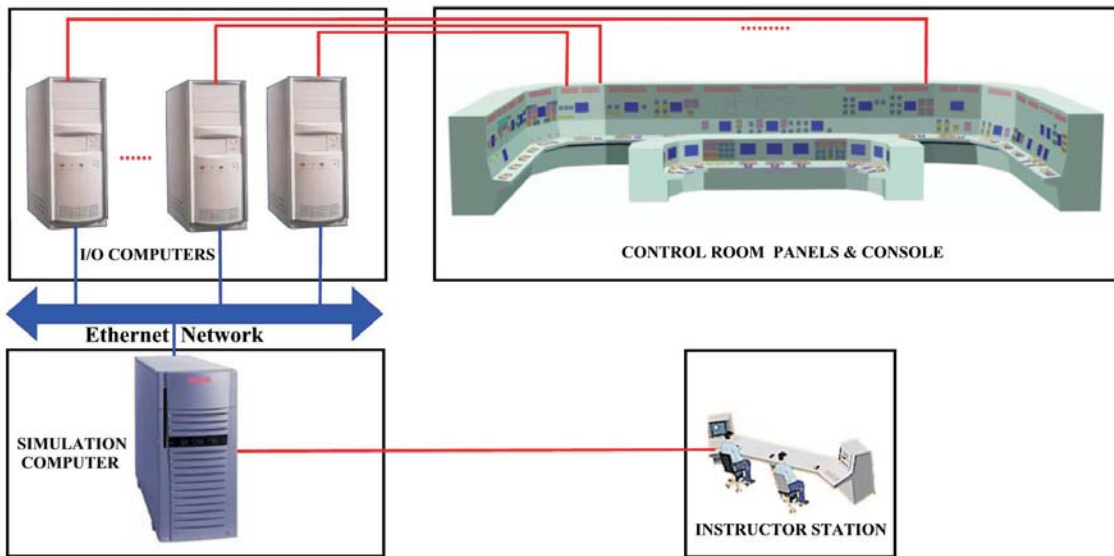 I/O COMPUTERS
CONTROL ROOM PANELS & CONSOLE
Ethernet Network
SIMULATION
COMPUTER
INSTRUCTOR STATION